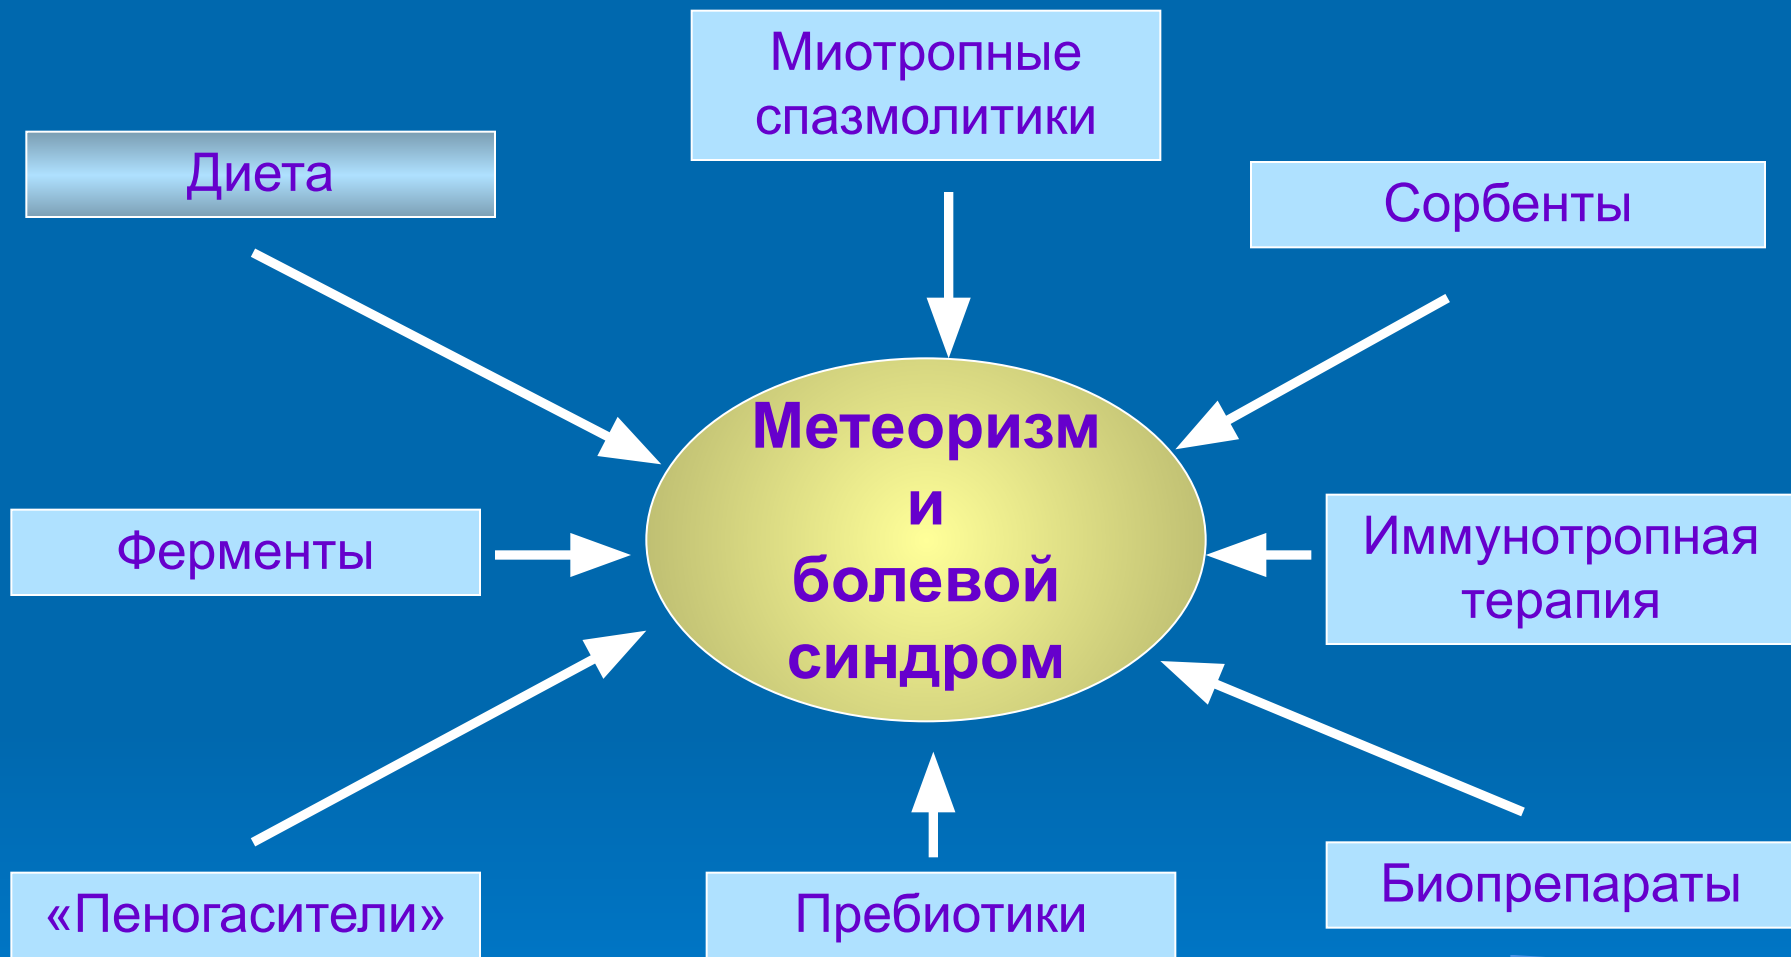 Миотропные
спазмолитики
Диета
Сорбенты
Метеоризм
и
болевой
синдром
Ферменты
Иммунотропная
терапия
«Пеногасители»
Пребиотики
Биопрепараты